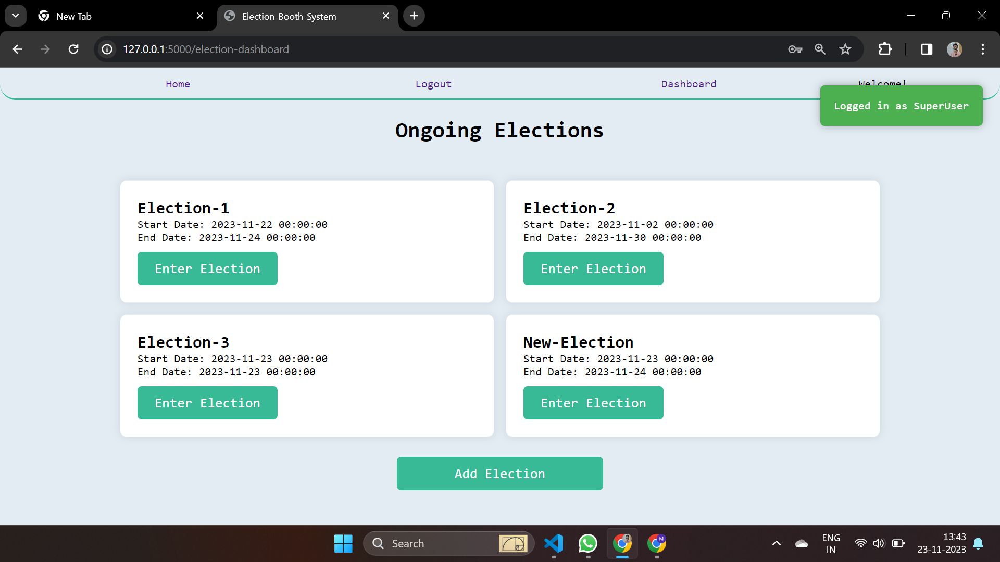 New Tab
Election-Booth-System
127.0.0.1:5000/election-dashboard
Home
Logout
Dashboard
Welcome!
Logged in as SuperUser
Ongoing Elections
Election-1
Start Date: 2023-11-22 00:00:00
End Date: 2023-11-24 00:00:00
Enter Election
Election-2
Start Date: 2023-11-02 00:00:00
End Date: 2023-11-30 00:00:00
Enter Election
Election-3
Start Date: 2023-11-23 00:00:00
End Date: 2023-11-23 00:00:00
Enter Election
New-Election
Start Date: 2023-11-23 00:00:00
End Date: 2023-11-24 00:00:00
Enter Election
Add Election
Search
M
ENG
IN
13:43
23-11-2023